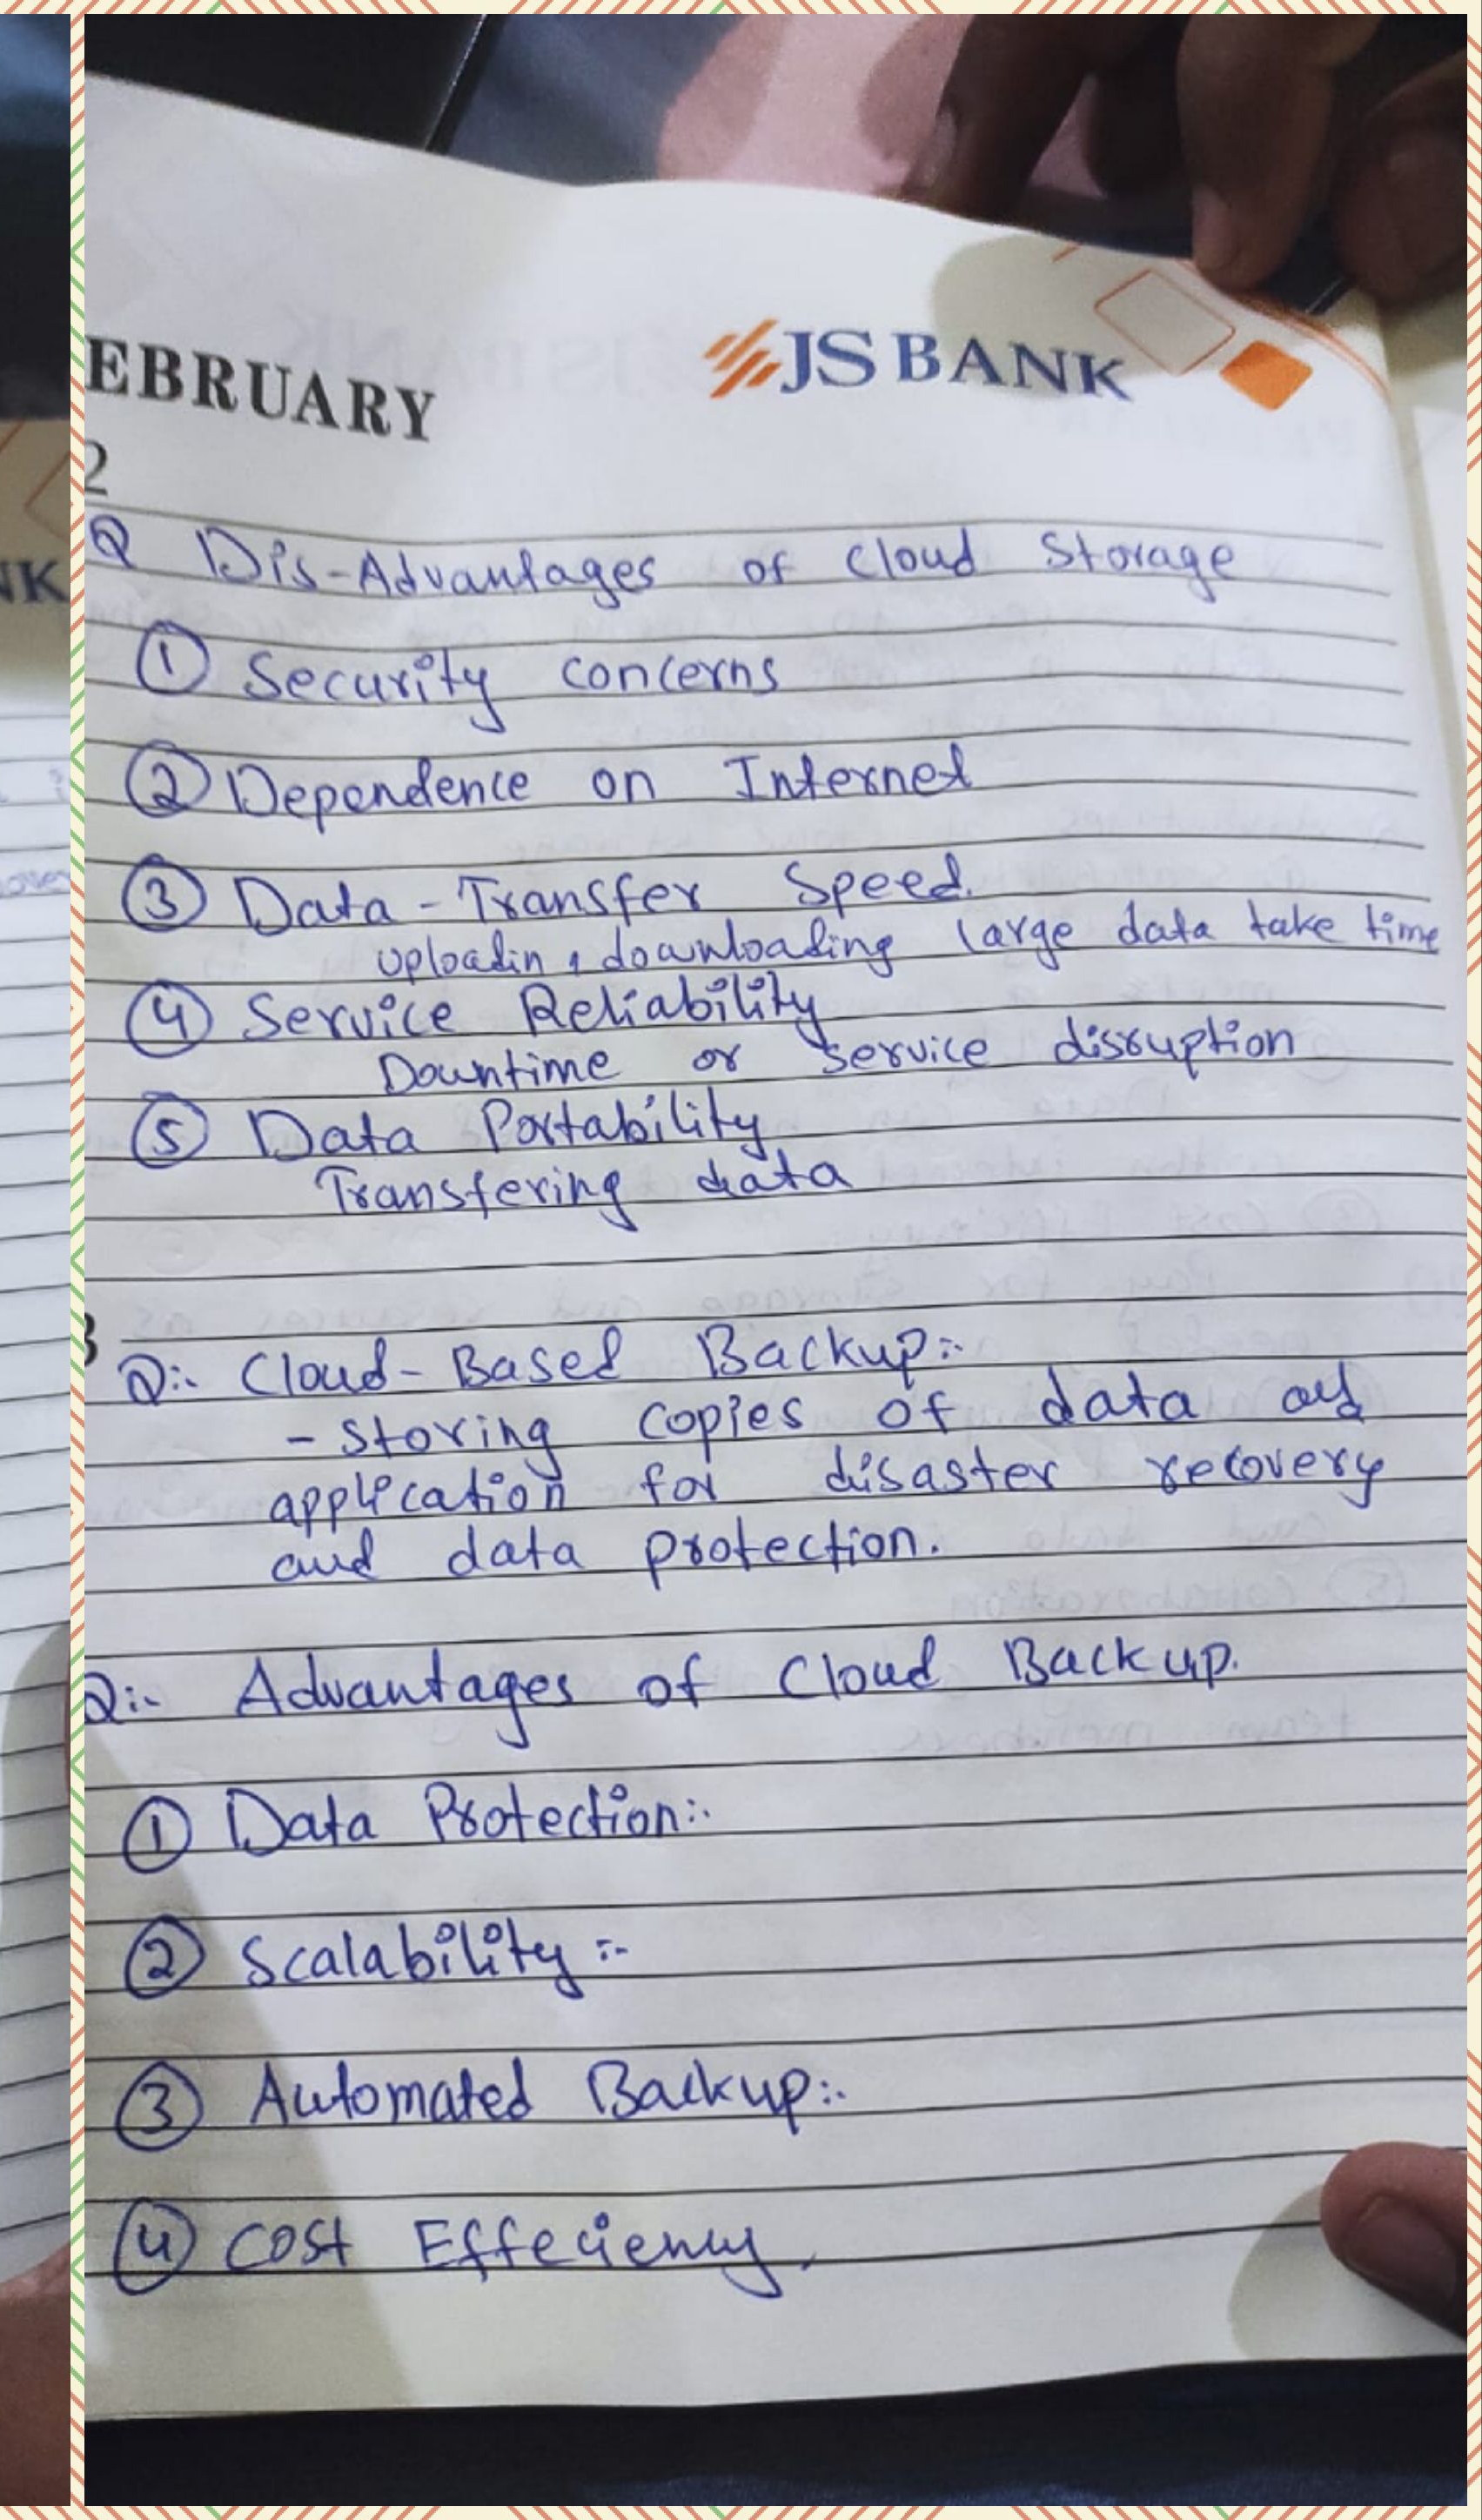 EBRUARY
JS BANK
2
NK
Q Dis-Advantages of Cloud Storage
① Security concerns
② Dependence on Internet
③ Data - Transfer Speed.
Uploadin , downloading large data take time
④ Service Reliability
Downtime or service disruption
⑤ Data Portability
Transfering data
3
Q:- Cloud-Based Backup:-
- Storing copies of data and
application for disaster recovery
and data protection.
Q:- Advantages of Cloud Backup.
① Data Protection:-
② Scalability :-
③ Automated Backup:-
④ Cost Effeciency.